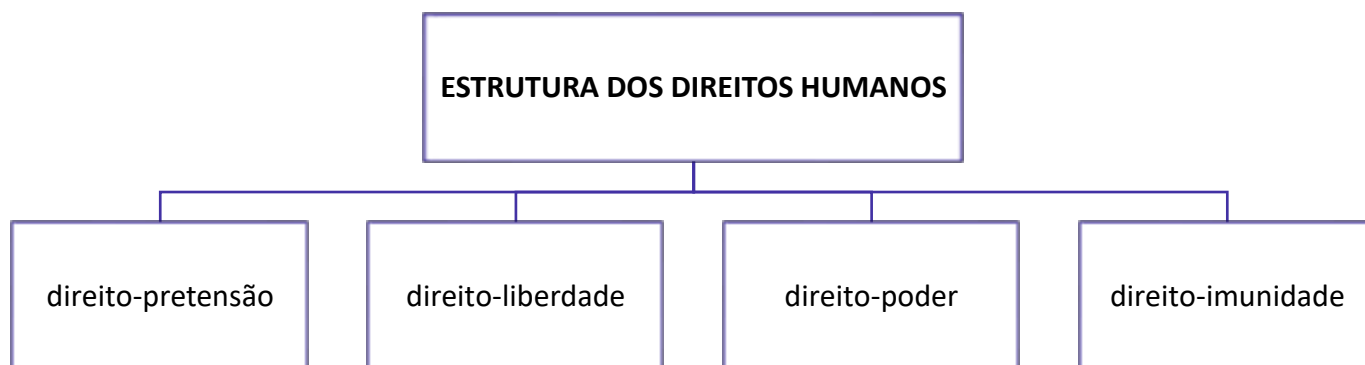 ESTRUTURA DOS DIREITOS HUMANOS
direito-pretensão
direito-liberdade
direito-poder
direito-imunidade